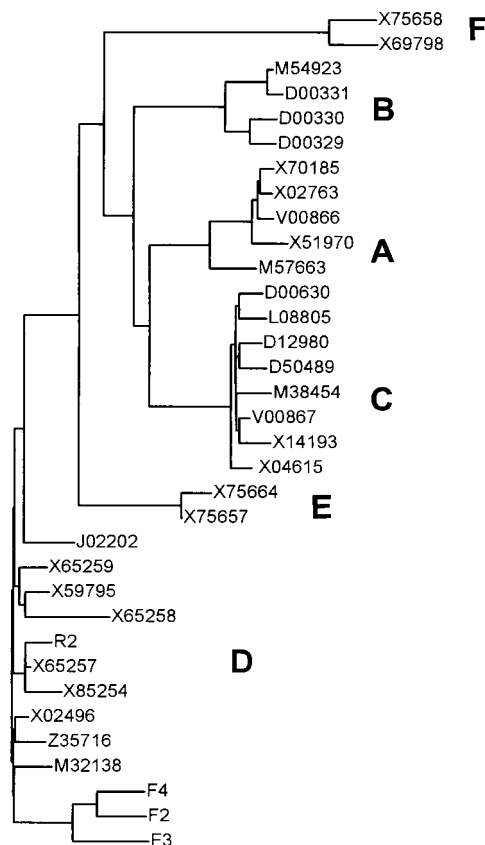 X75658
F
X69798
M54923
D00331
B
D00330
D00329
X70185
X02763
V00866
X51970
A
M57663
D00630
L08805
D12980
D50489
M38454
C
V00867
X14193
X04615
X75664
E
X75657
J02202
X65259
X59795
X65258
R2
D
X65257
X85254
X02496
Z35716
M32138
F4
F2
F3